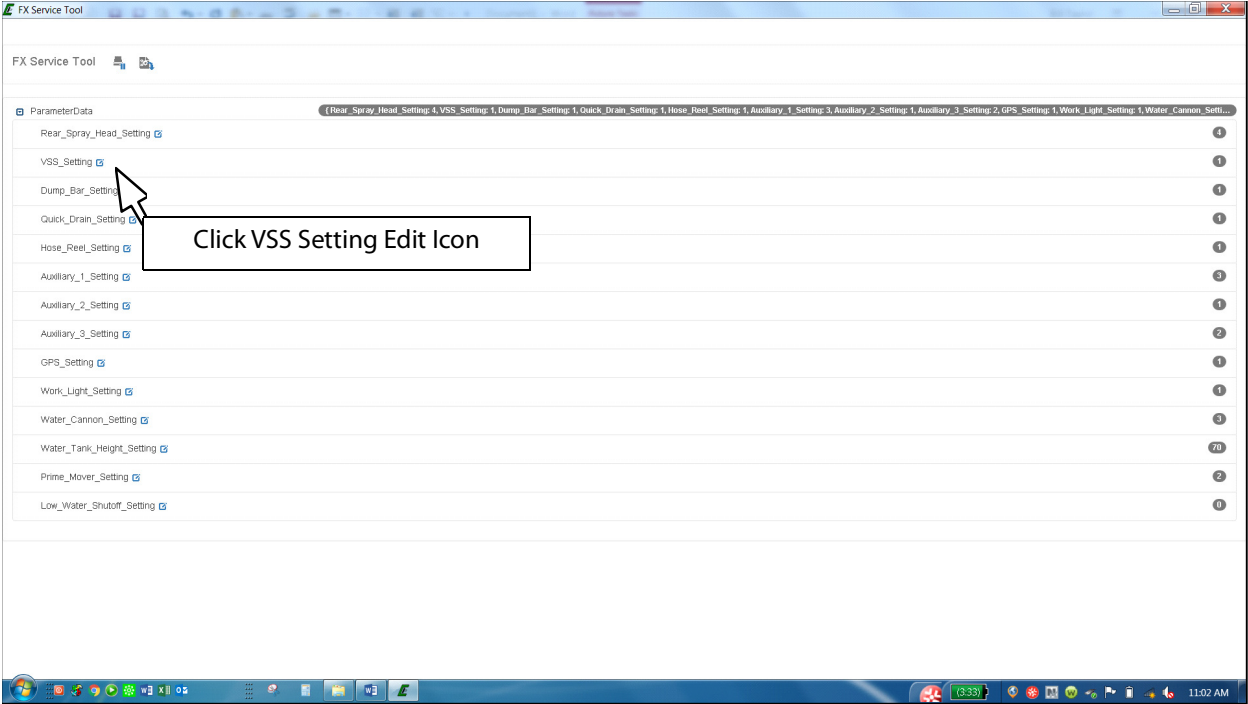 FX Service Tool
FX Service Tool
ParameterData
{Rear_Spray_Head_Setting: 4, VSS_Setting: 1, Dump_Bar_Setting: 1, Quick_Drain_Setting: 1, Hose_Reel_Setting: 1, Auxiliary_1_Setting: 3, Auxiliary_2_Setting: 1, Auxiliary_3_Setting: 2, GPS_Setting: 1, Work_Light_Setting: 1, Water_Cannon_Setti...
Rear_Spray_Head_Setting 4
VSS_Setting 1
Dump_Bar_Setting 1
Quick_Drain_Setting 1
Click VSS Setting Edit Icon
Hose_Reel_Setting 1
Auxiliary_1_Setting 3
Auxiliary_2_Setting 1
Auxiliary_3_Setting 2
GPS_Setting 1
Work_Light_Setting 1
Water_Cannon_Setting 3
Water_Tank_Height_Setting 70
Prime_Mover_Setting 2
Low_Water_Shutoff_Setting 0
(3:33) 11:02 AM